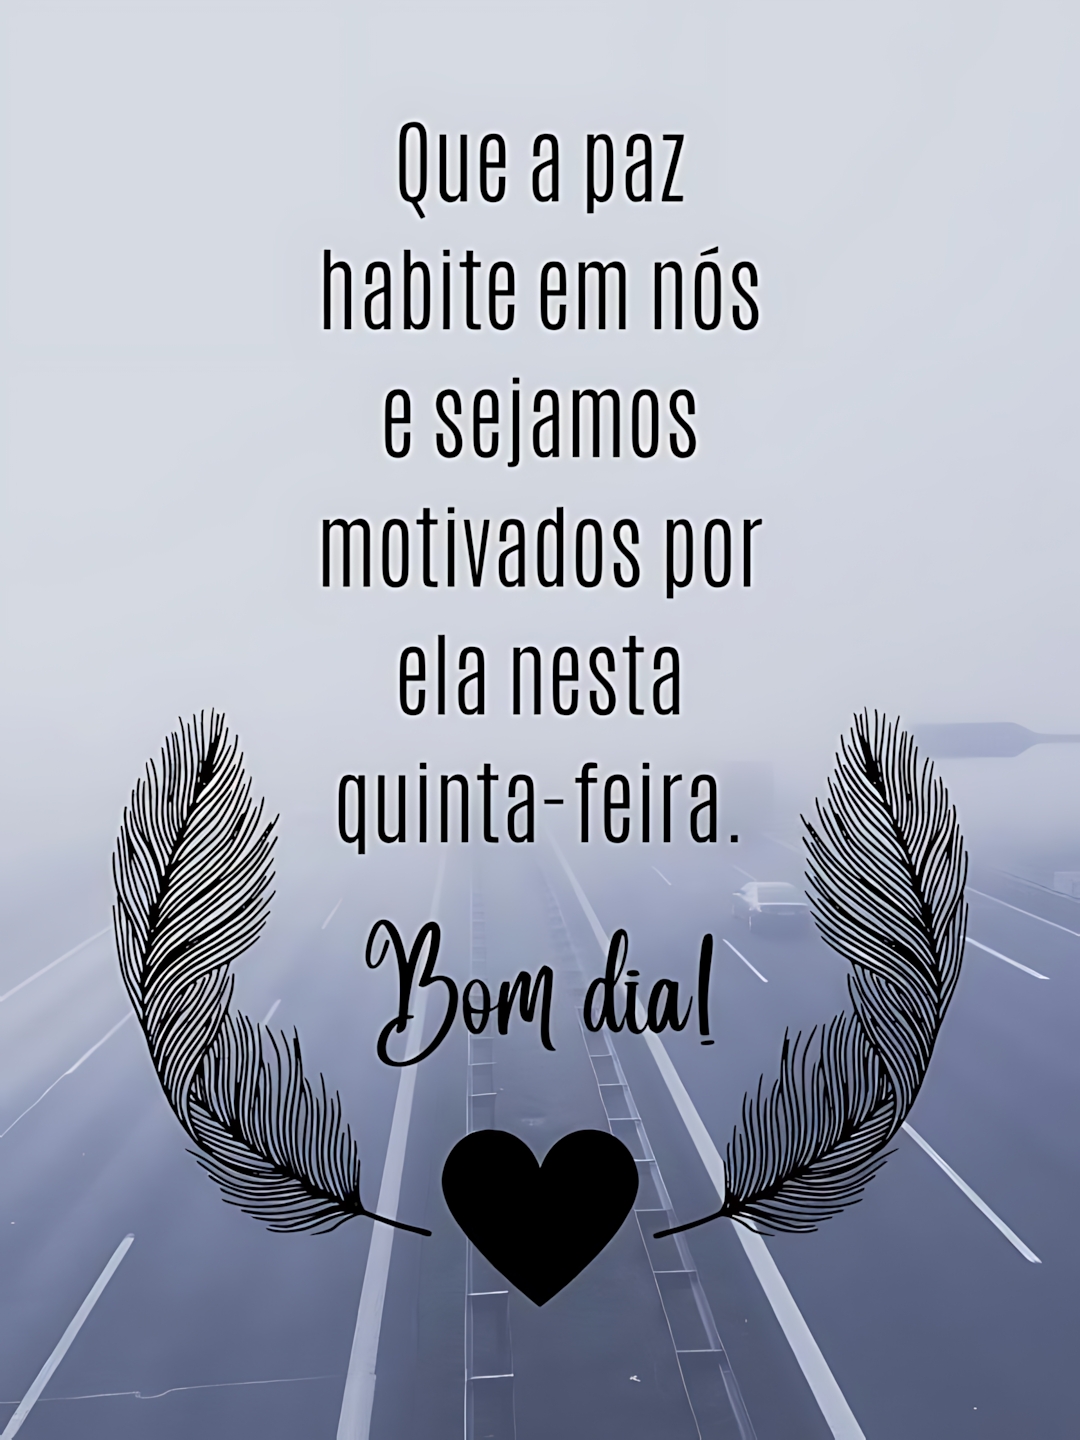 Que a paz
habite em nós
e sejamos
motivados por
ela nesta
quinta-feira.
Bom dia!